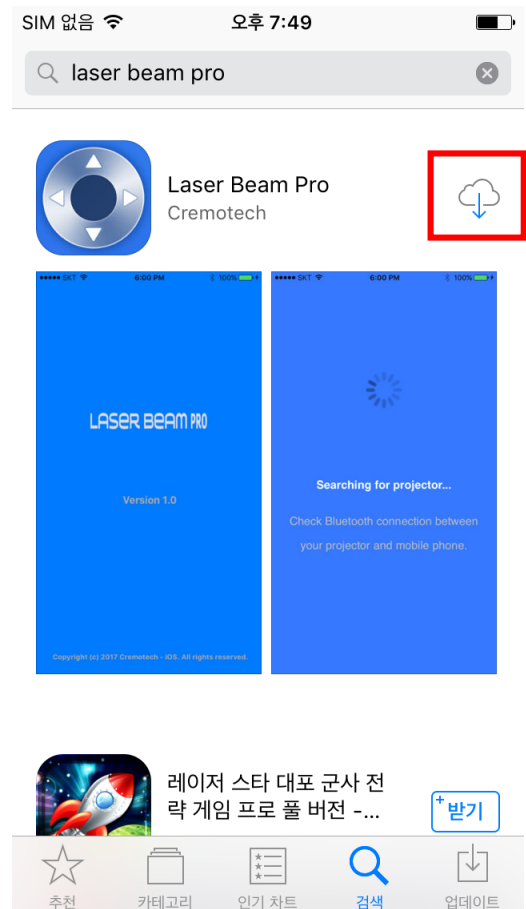 SIM 없음 오후 7:49
laser beam pro
Laser Beam Pro
Cremotech
SKT 6:00 PM 100%
LASER BEAM PRO
Version 1.0
Copyright (c) 2017 Cremotech - iOS. All rights reserved.
SKT 6:00 PM 100%
Searching for projector...
Check Bluetooth connection between
your projector and mobile phone.
레이저 스타 대포 군사 전
략 게임 프로 풀 버전 -...
+받기
추천 카테고리 인기 차트 검색 업데이트